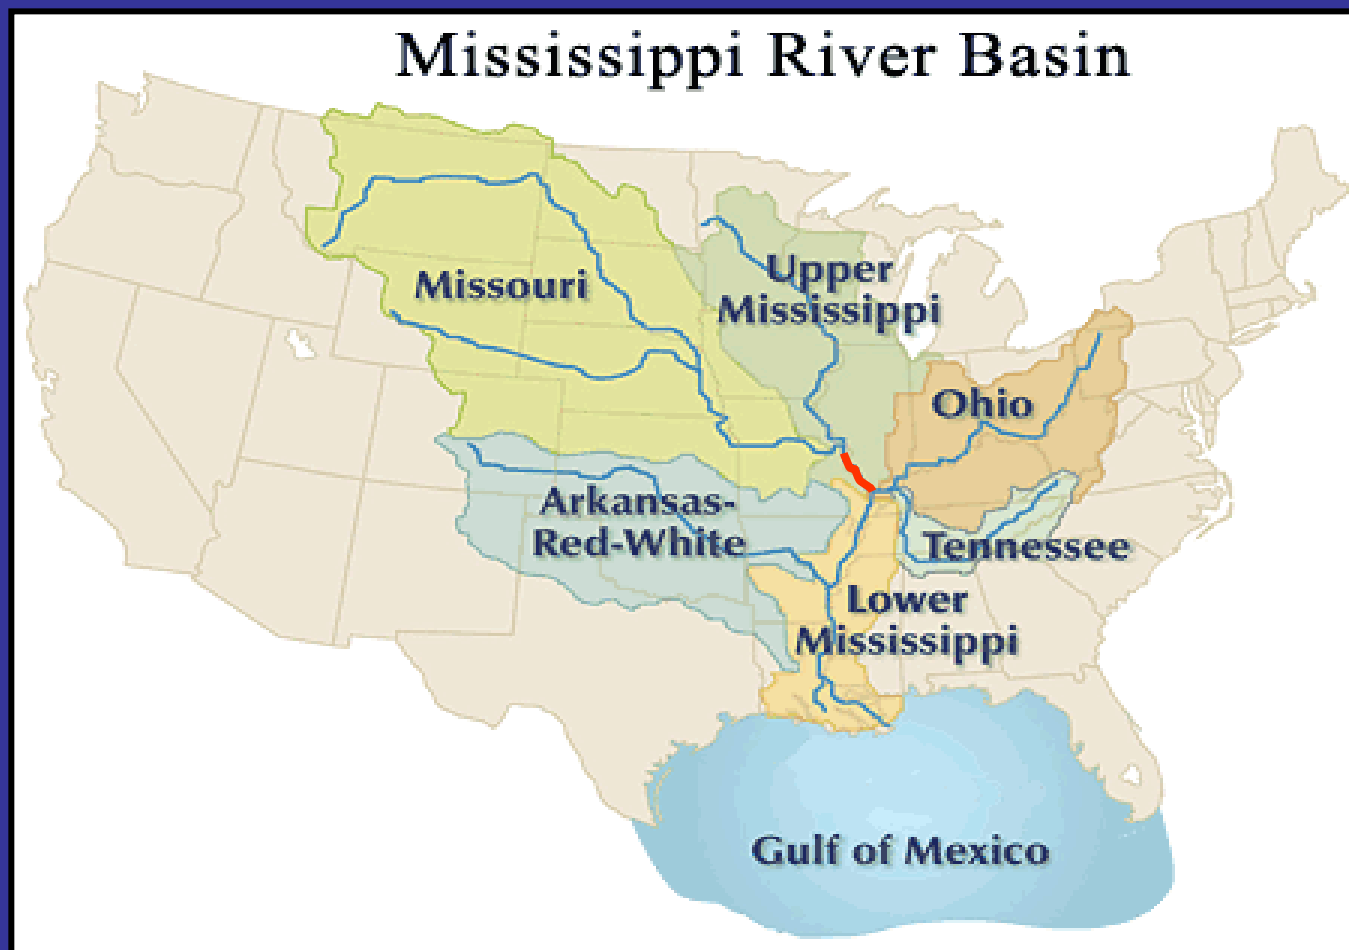 Mississippi River Basin
Missouri
Upper
Mississippi
Ohio
Arkansas-
Red-White
Tennessee
Lower
Mississippi
Gulf of Mexico